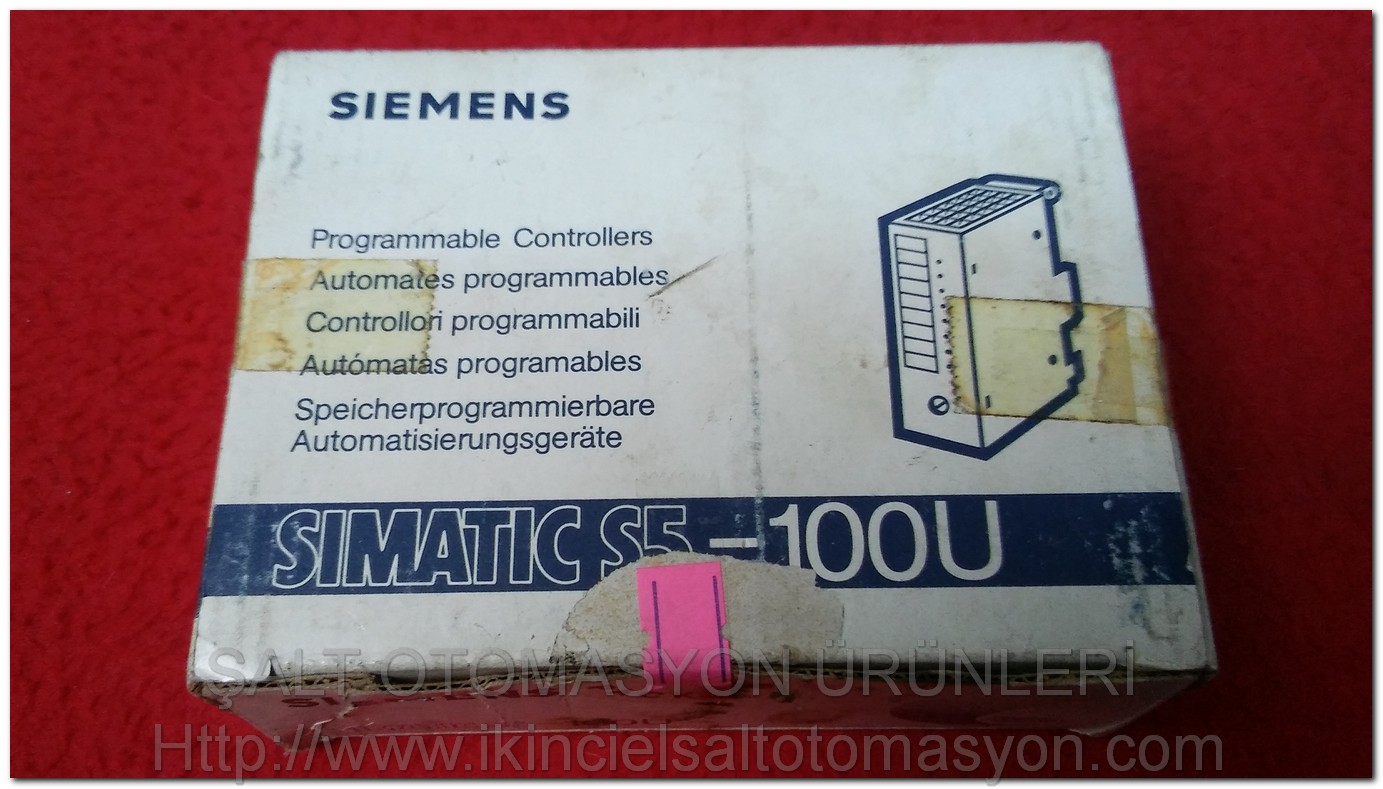 SIEMENS
Programmable Controllers
Automates programmables
Controllori programmabili
Autómatas programables
Speicherprogrammierbare
Automatisierungsgeräte
SIMATIC S5-100U
ŞALT OTOMASYON ÜRÜNLERİ
Http://www.ikincielsaltotomasyon.com